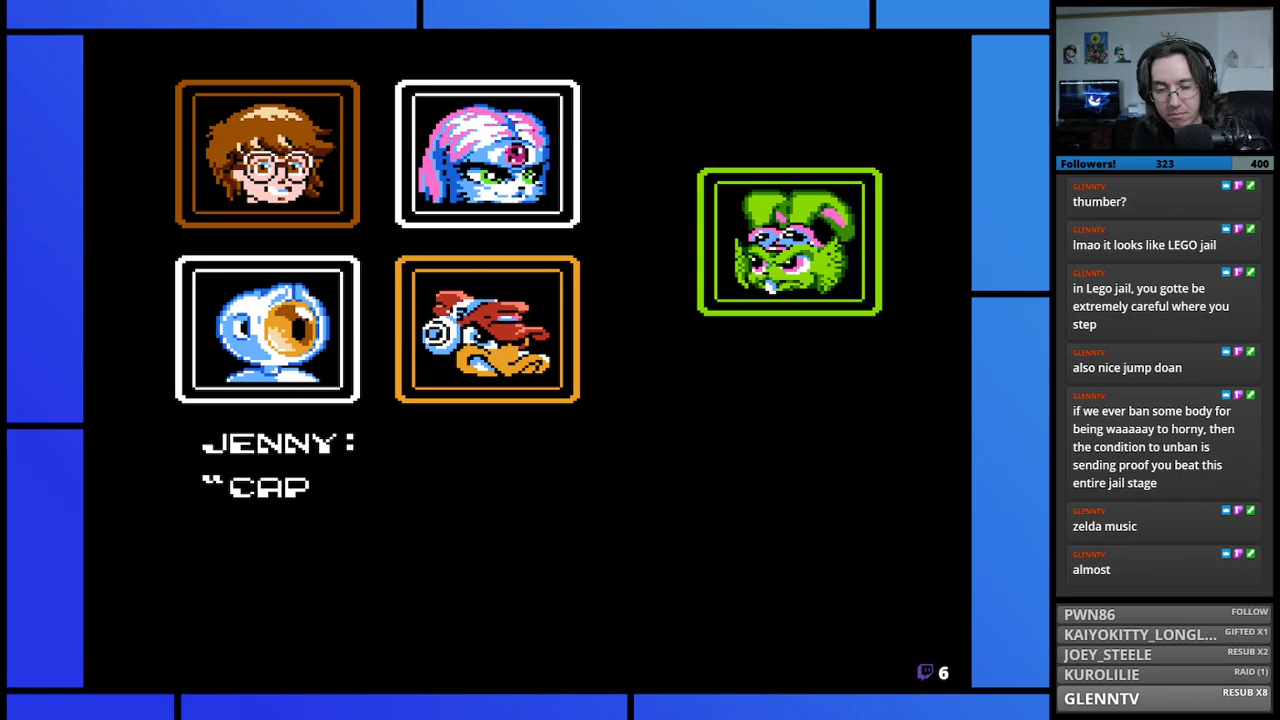 JENNY:
"CAP
6
Followers! 323 400
GLENNTV
thumber?
GLENNTV
lmao it looks like LEGO jail
GLENNTV
in Lego jail, you gotte be
extremely careful where you
step
GLENNTV
also nice jump doan
GLENNTV
if we ever ban some body for
being waaaaay to horny, then
the condition to unban is
sending proof you beat this
entire jail stage
GLENNTV
zelda music
GLENNTV
almost
PWN86 FOLLOW
KAIYOKITTY_LONGL... GIFTED X1
JOEY_STEELE RESUB X2
KUROLILIE RAID (1)
GLENNTV RESUB X8